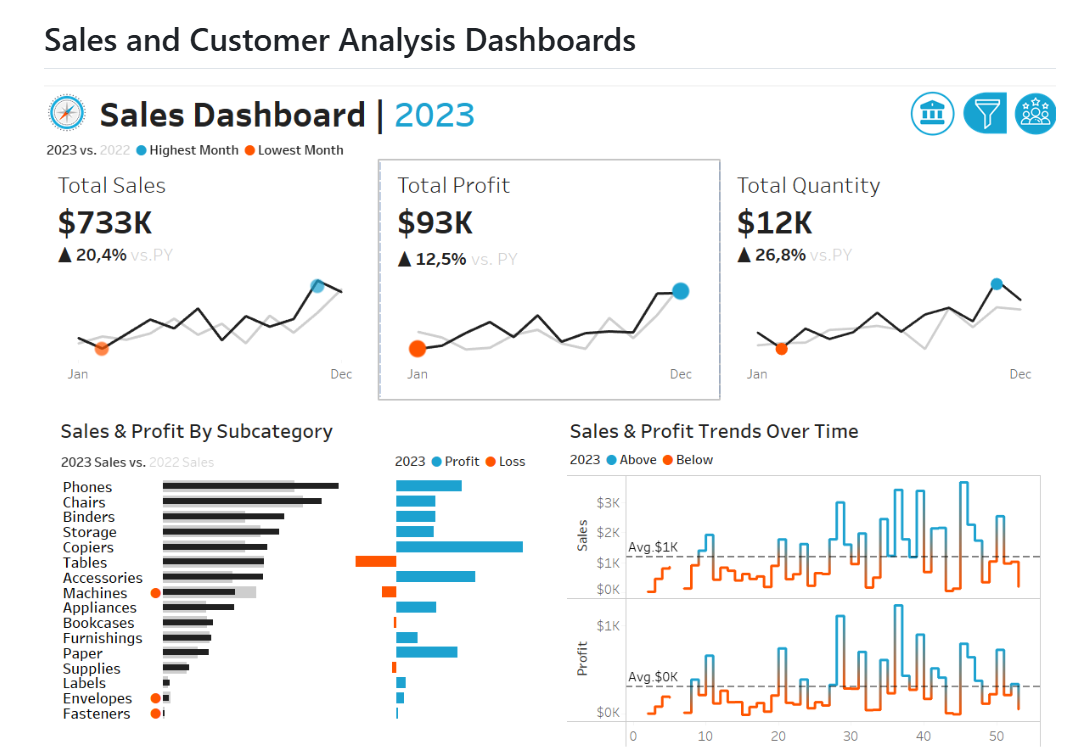 Sales and Customer Analysis Dashboards
Sales Dashboard | 2023
2023 vs. 2022 Highest Month Lowest Month
Total Sales
$733K
▲ 20,4% vs.PY
Jan Dec
Total Profit
$93K
▲ 12,5% vs. PY
Jan Dec
Total Quantity
$12K
▲ 26,8% vs.PY
Jan Dec
Sales & Profit By Subcategory
2023 Sales vs. 2022 Sales
2023 Profit Loss
Phones
Chairs
Binders
Storage
Copiers
Tables
Accessories
Machines
Appliances
Bookcases
Furnishings
Paper
Supplies
Labels
Envelopes
Fasteners
Sales & Profit Trends Over Time
2023 Above Below
Sales
$3K
$2K
Avg.$1K
$1K
$0K
Profit
$1K
Avg.$0K
$0K
0 10 20 30 40 50